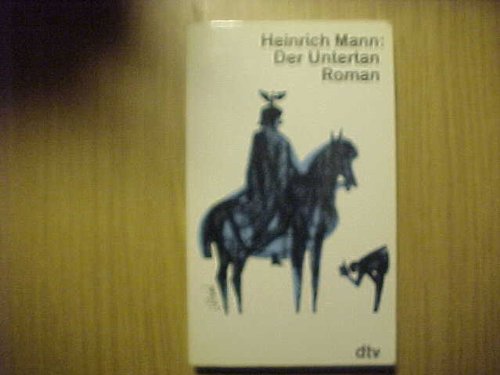 Heinrich Mann:
Der Untertan
Roman
dtv